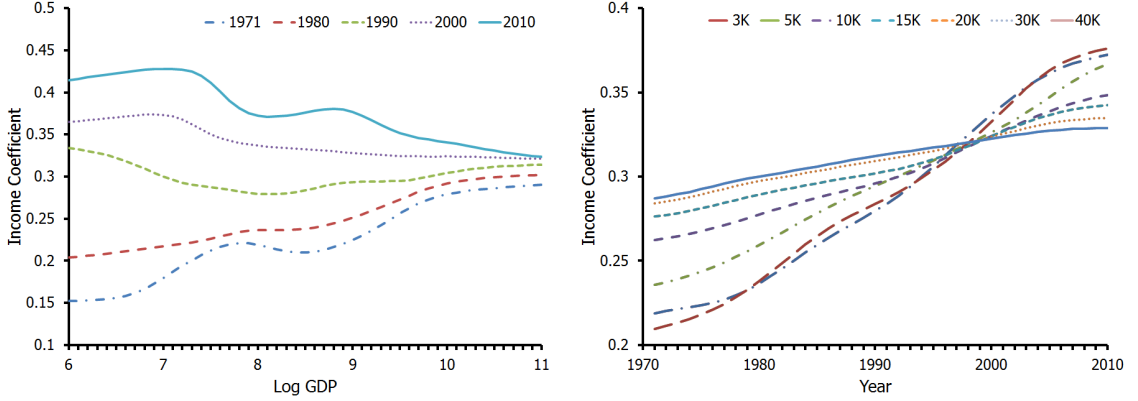 0.5
0.45
0.4
0.35
0.3
0.25
0.2
0.15
0.1
Income Coefficient
1971 1980 1990 2000 2010
6 7 8 9 10 11
Log GDP
0.4
0.35
0.3
0.25
0.2
Income Coefficient
3K 5K 10K 15K 20K 30K 40K
1970 1980 1990 2000 2010
Year